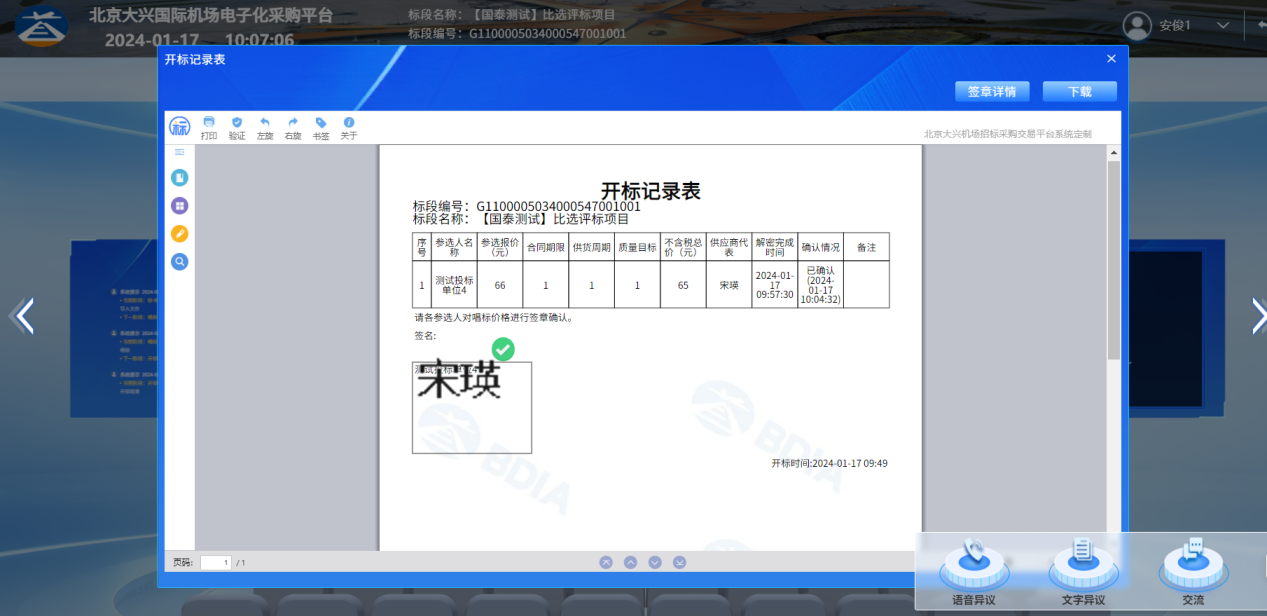 北京大兴国际机场电子化采购平台
2024-01-17 10:07:06
标段名称：【国泰测试】比选评标项目
标段编号：G1100005034000547001001
安俊1
开标记录表
签章详情
下载
打印
验证
左旋
右旋
书签
关于
北京大兴机场招标采购交易平台系统定制
开标记录表
标段编号：G1100005034000547001001
标段名称：【国泰测试】比选评标项目
序号 参选人名称 参选报价（元） 合同期限 供货周期 质量目标 不含税总价（元） 供应商代表 解密完成时间 确认情况 备注
1 测试投标单位4 66 1 1 1 65 宋瑛 2024-01-17 09:57:30 已确认(2024-01-17 10:04:32)
请各参选人对唱标价格进行签章确认。
签名:
测试投标单位4
宋瑛
BDIA
BDIA
开标时间:2024-01-17 09:49
页码: 1 / 1
语音异议
文字异议
交流